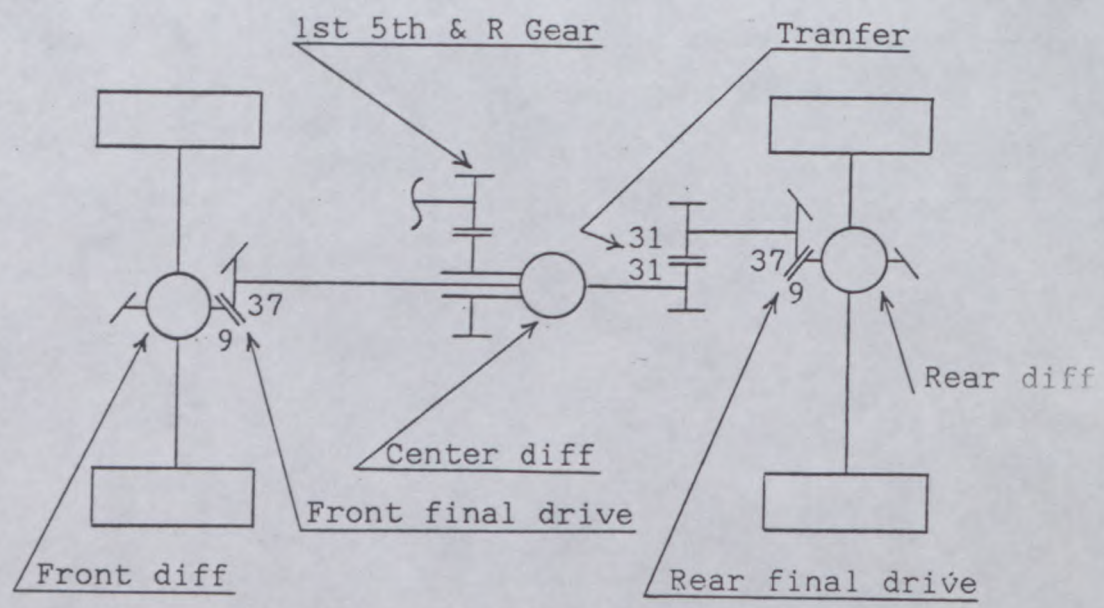 1st 5th & R Gear
Tranfer
31
31
37
9
37
9
Rear diff
Center diff
Front final drive
Front diff
Rear final drive